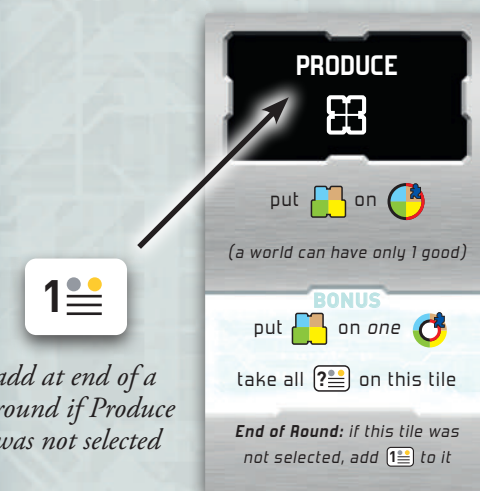 PRODUCE
put on
(a world can have only 1 good)
BONUS
put on one
take all ? on this tile
End of Round: if this tile was
not selected, add 1 to it
1
add at end of a
round if Produce
was not selected